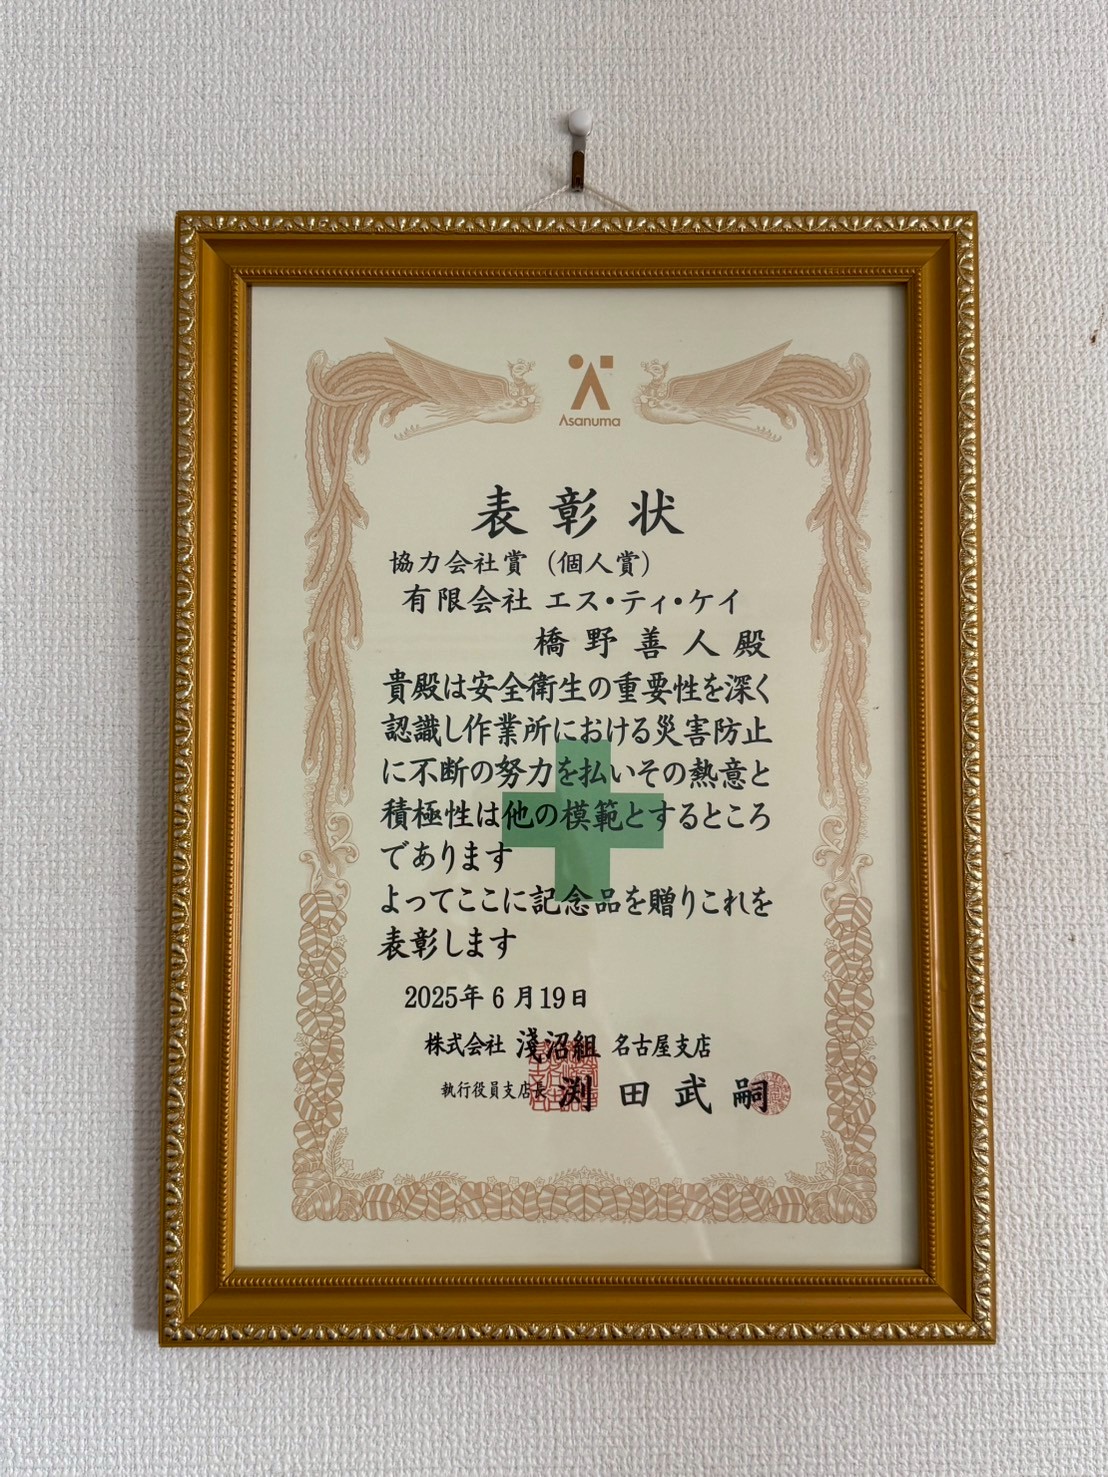 Asanuma
表彰状
協力会社賞（個人賞）
有限会社 エス・ティ・ケイ
橋野善人殿
貴殿は安全衛生の重要性を深く
認識し作業所における災害防止
に不断の努力を払いその熱意と
積極性は他の模範とするところ
であります
よってここに記念品を贈りこれを
表彰します
2025年6月19日
株式会社 淺沼組 名古屋支店
執行役員支店長 渕田武嗣